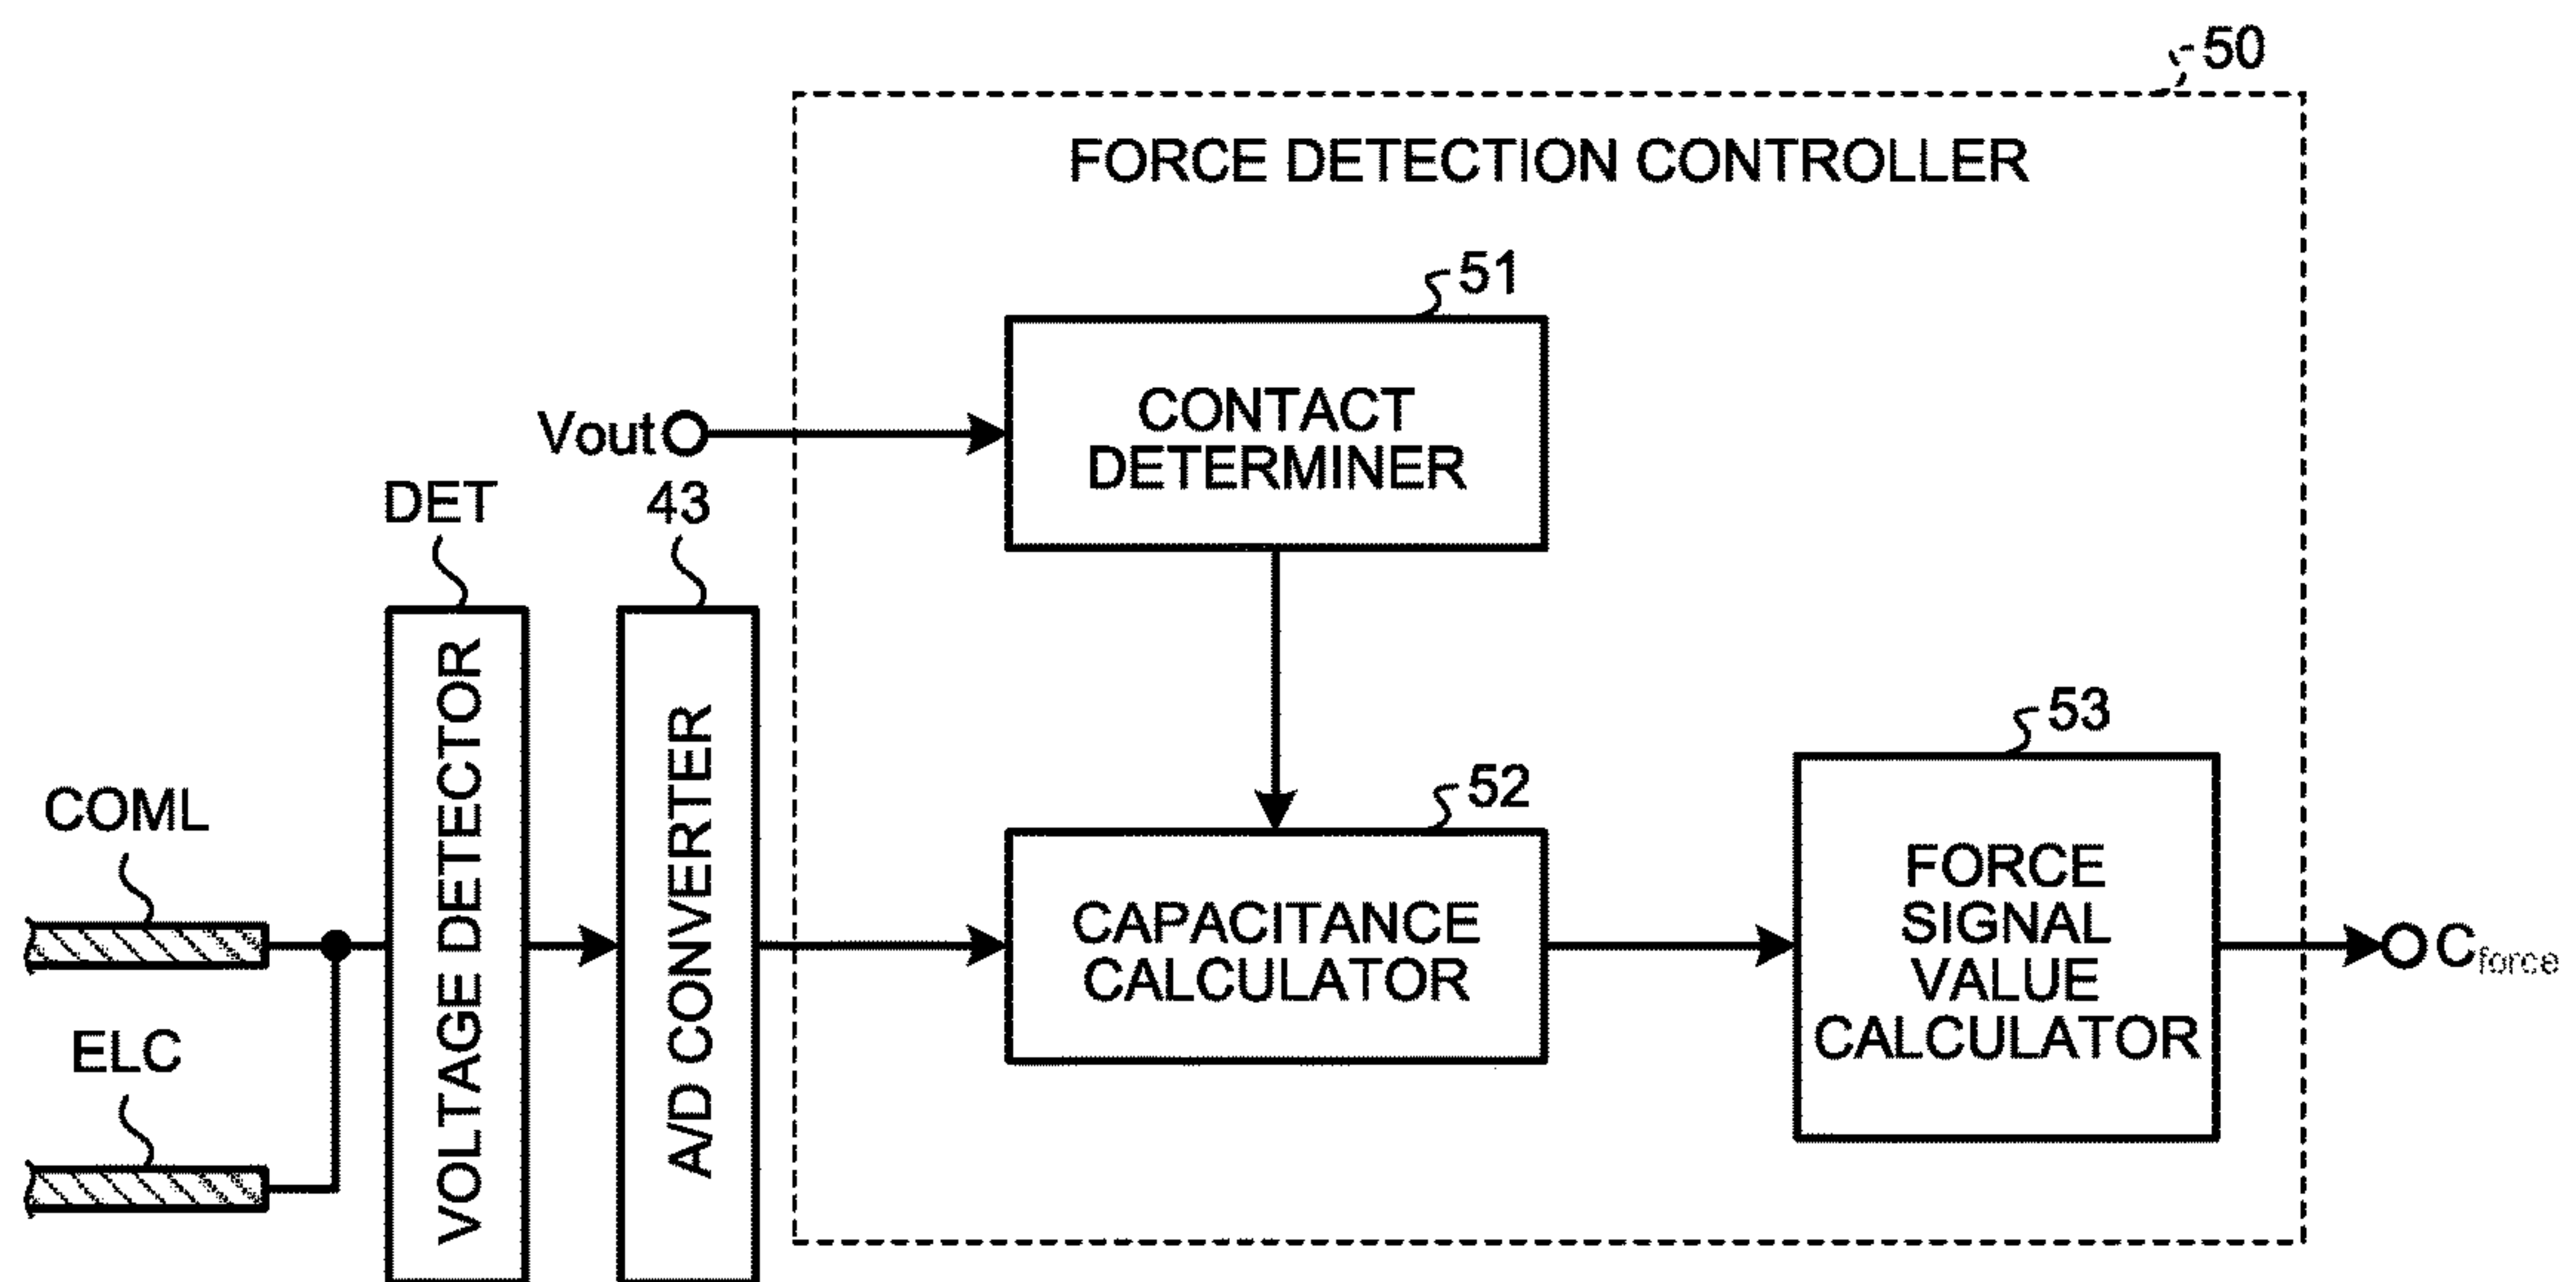 50
FORCE DETECTION CONTROLLER
51
CONTACT
DETERMINER
Vout
DET
43
VOLTAGE DETECTOR
A/D CONVERTER
COML
ELC
52
CAPACITANCE
CALCULATOR
53
FORCE
SIGNAL
VALUE
CALCULATOR
Cforce